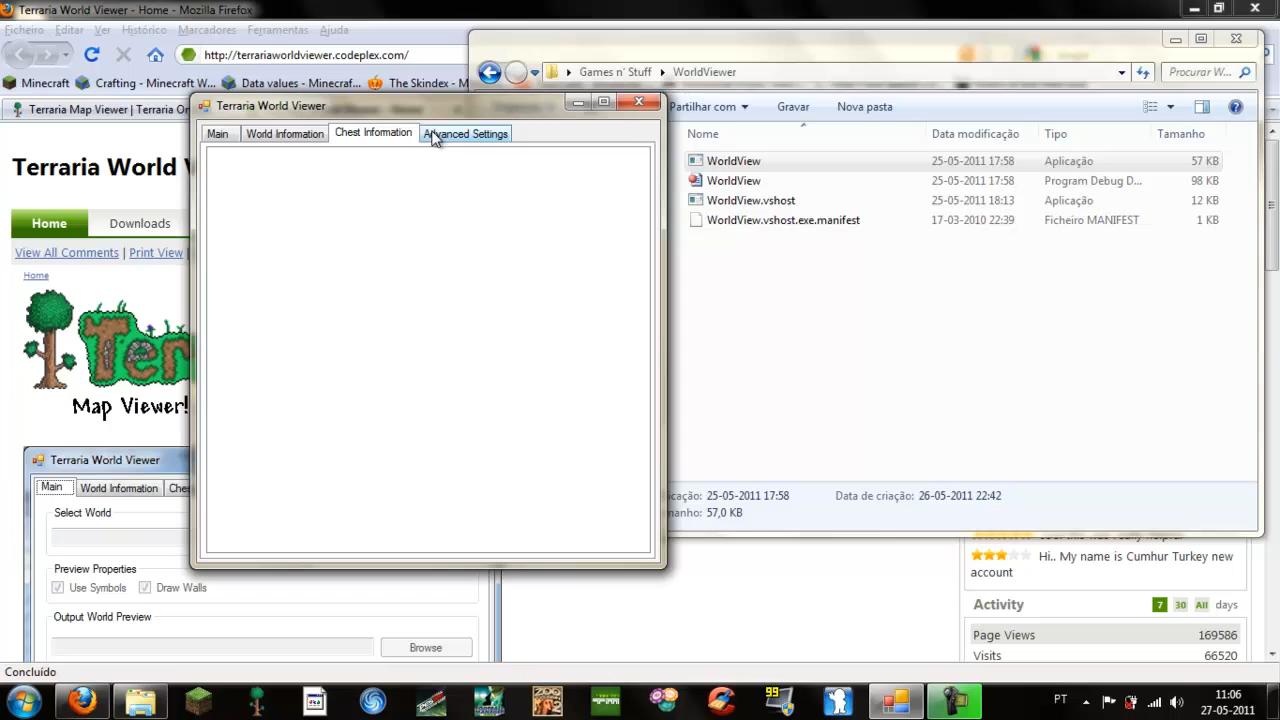 Terraria World Viewer - Home - Mozilla Firefox
Ficheiro Editar Ver Histórico Marcadores Ferramentas Ajuda
http://terrariaworldviewer.codeplex.com/
Minecraft Crafting - Minecraft W... Data values - Minecraf... The Skindex - M
Terraria Map Viewer | Terraria On
Terraria World V
Home Downloads
View All Comments | Print View |
Home
Ter
Map Viewer!
Terraria World Viewer
Main World Information Ches
Select World
Preview Properties
Use Symbols Draw Walls
Output World Preview
Browse
Terraria World Viewer
Main World Information Chest Information Advanced Settings
Games n' Stuff WorldViewer
Procurar W...
Partilhar com Gravar Nova pasta
Nome Data modificação Tipo Tamanho
WorldView 25-05-2011 17:58 Aplicação 57 KB
WorldView 25-05-2011 17:58 Program Debug D... 98 KB
WorldView.vshost 25-05-2011 18:13 Aplicação 12 KB
WorldView.vshost.exe.manifest 17-03-2010 22:39 Ficheiro MANIFEST 1 KB
cação: 25-05-2011 17:58 Data de criação: 26-05-2011 22:42
manho: 57,0 KB
Hi.. My name is Cumhur Turkey new
account
Activity 7 30 All days
Page Views 169586
Visits 66520
Concluído
99
PT
11:06
27-05-2011